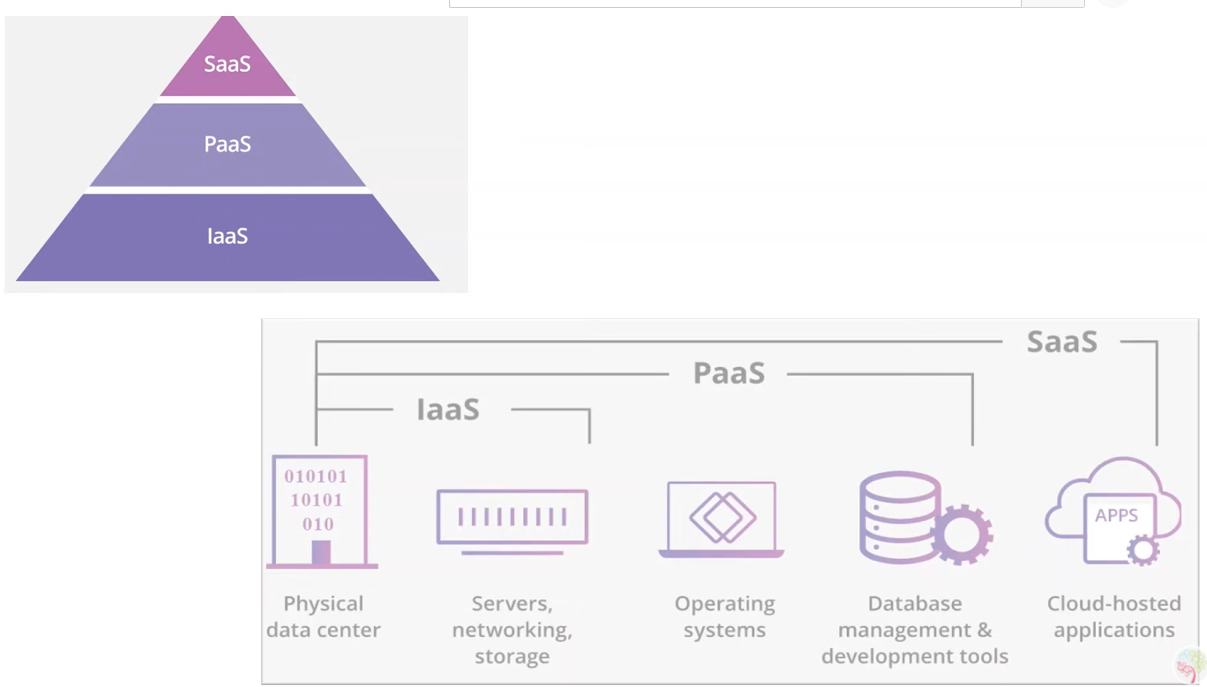 SaaS
PaaS
IaaS
SaaS
PaaS
IaaS
010101
10101
010
APPS
Physical
data center
Servers,
networking,
storage
Operating
systems
Database
management &
development tools
Cloud-hosted
applications